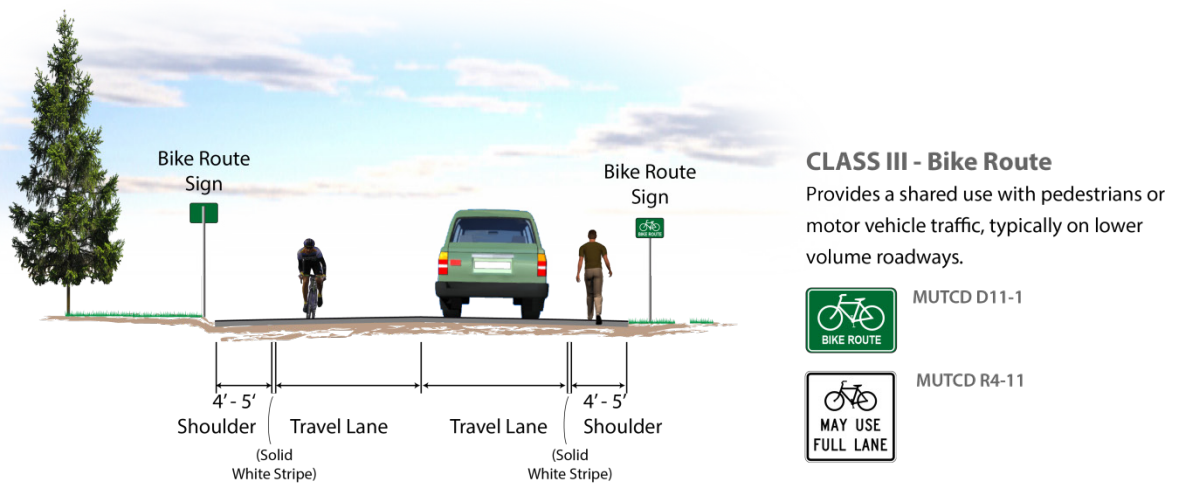 Bike Route
Sign
Bike Route
Sign
BIKE ROUTE
4’ - 5‘
Shoulder
Travel Lane
Travel Lane
4’ - 5‘
Shoulder
(Solid
White Stripe)
(Solid
White Stripe)
CLASS III - Bike Route
Provides a shared use with pedestrians or
motor vehicle traffic, typically on lower
volume roadways.
BIKE ROUTE
MUTCD D11-1
MAY USE
FULL LANE
MUTCD R4-11